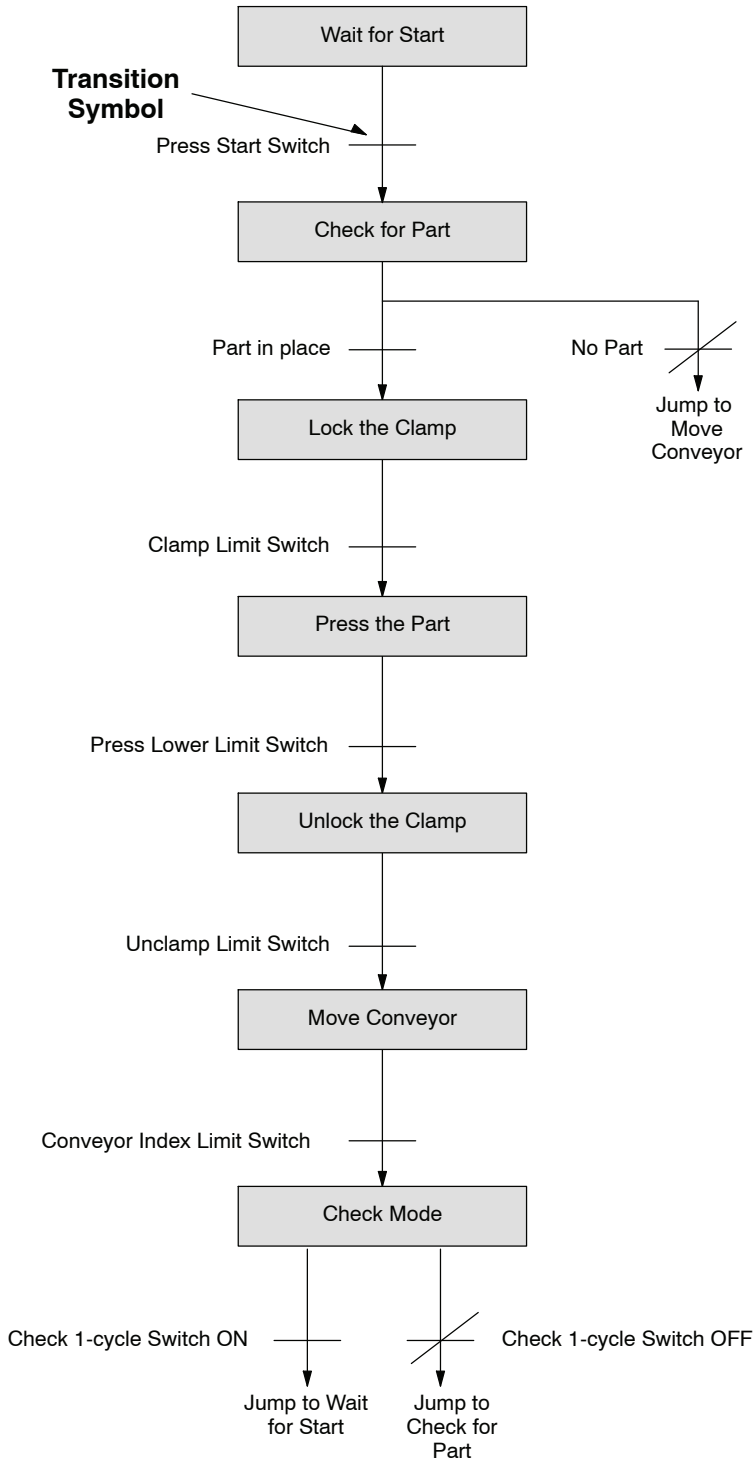 Wait for Start
Transition
Symbol
Press Start Switch
Check for Part
Part in place
No Part
Jump to
Move
Conveyor
Lock the Clamp
Clamp Limit Switch
Press the Part
Press Lower Limit Switch
Unlock the Clamp
Unclamp Limit Switch
Move Conveyor
Conveyor Index Limit Switch
Check Mode
Check 1-cycle Switch ON
Check 1-cycle Switch OFF
Jump to Wait
for Start
Jump to
Check for
Part